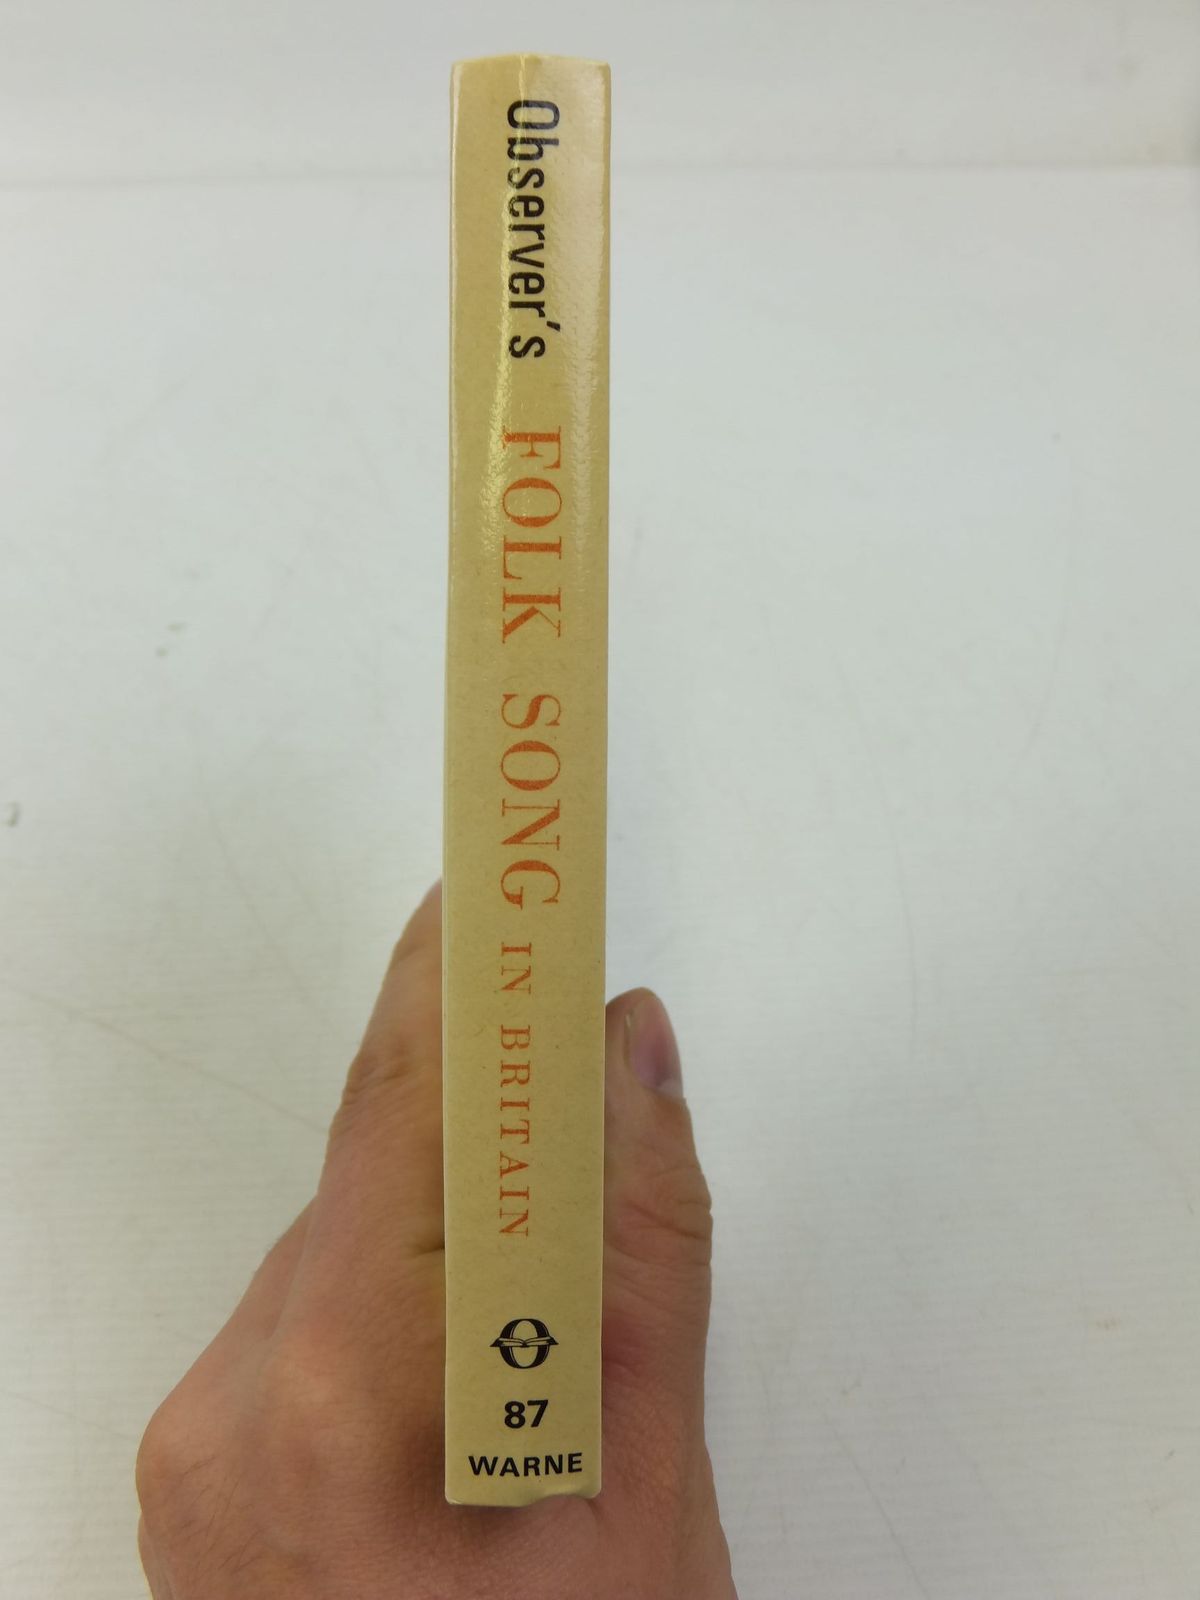 Observer's FOLK SONG IN BRITAIN
87
WARNE